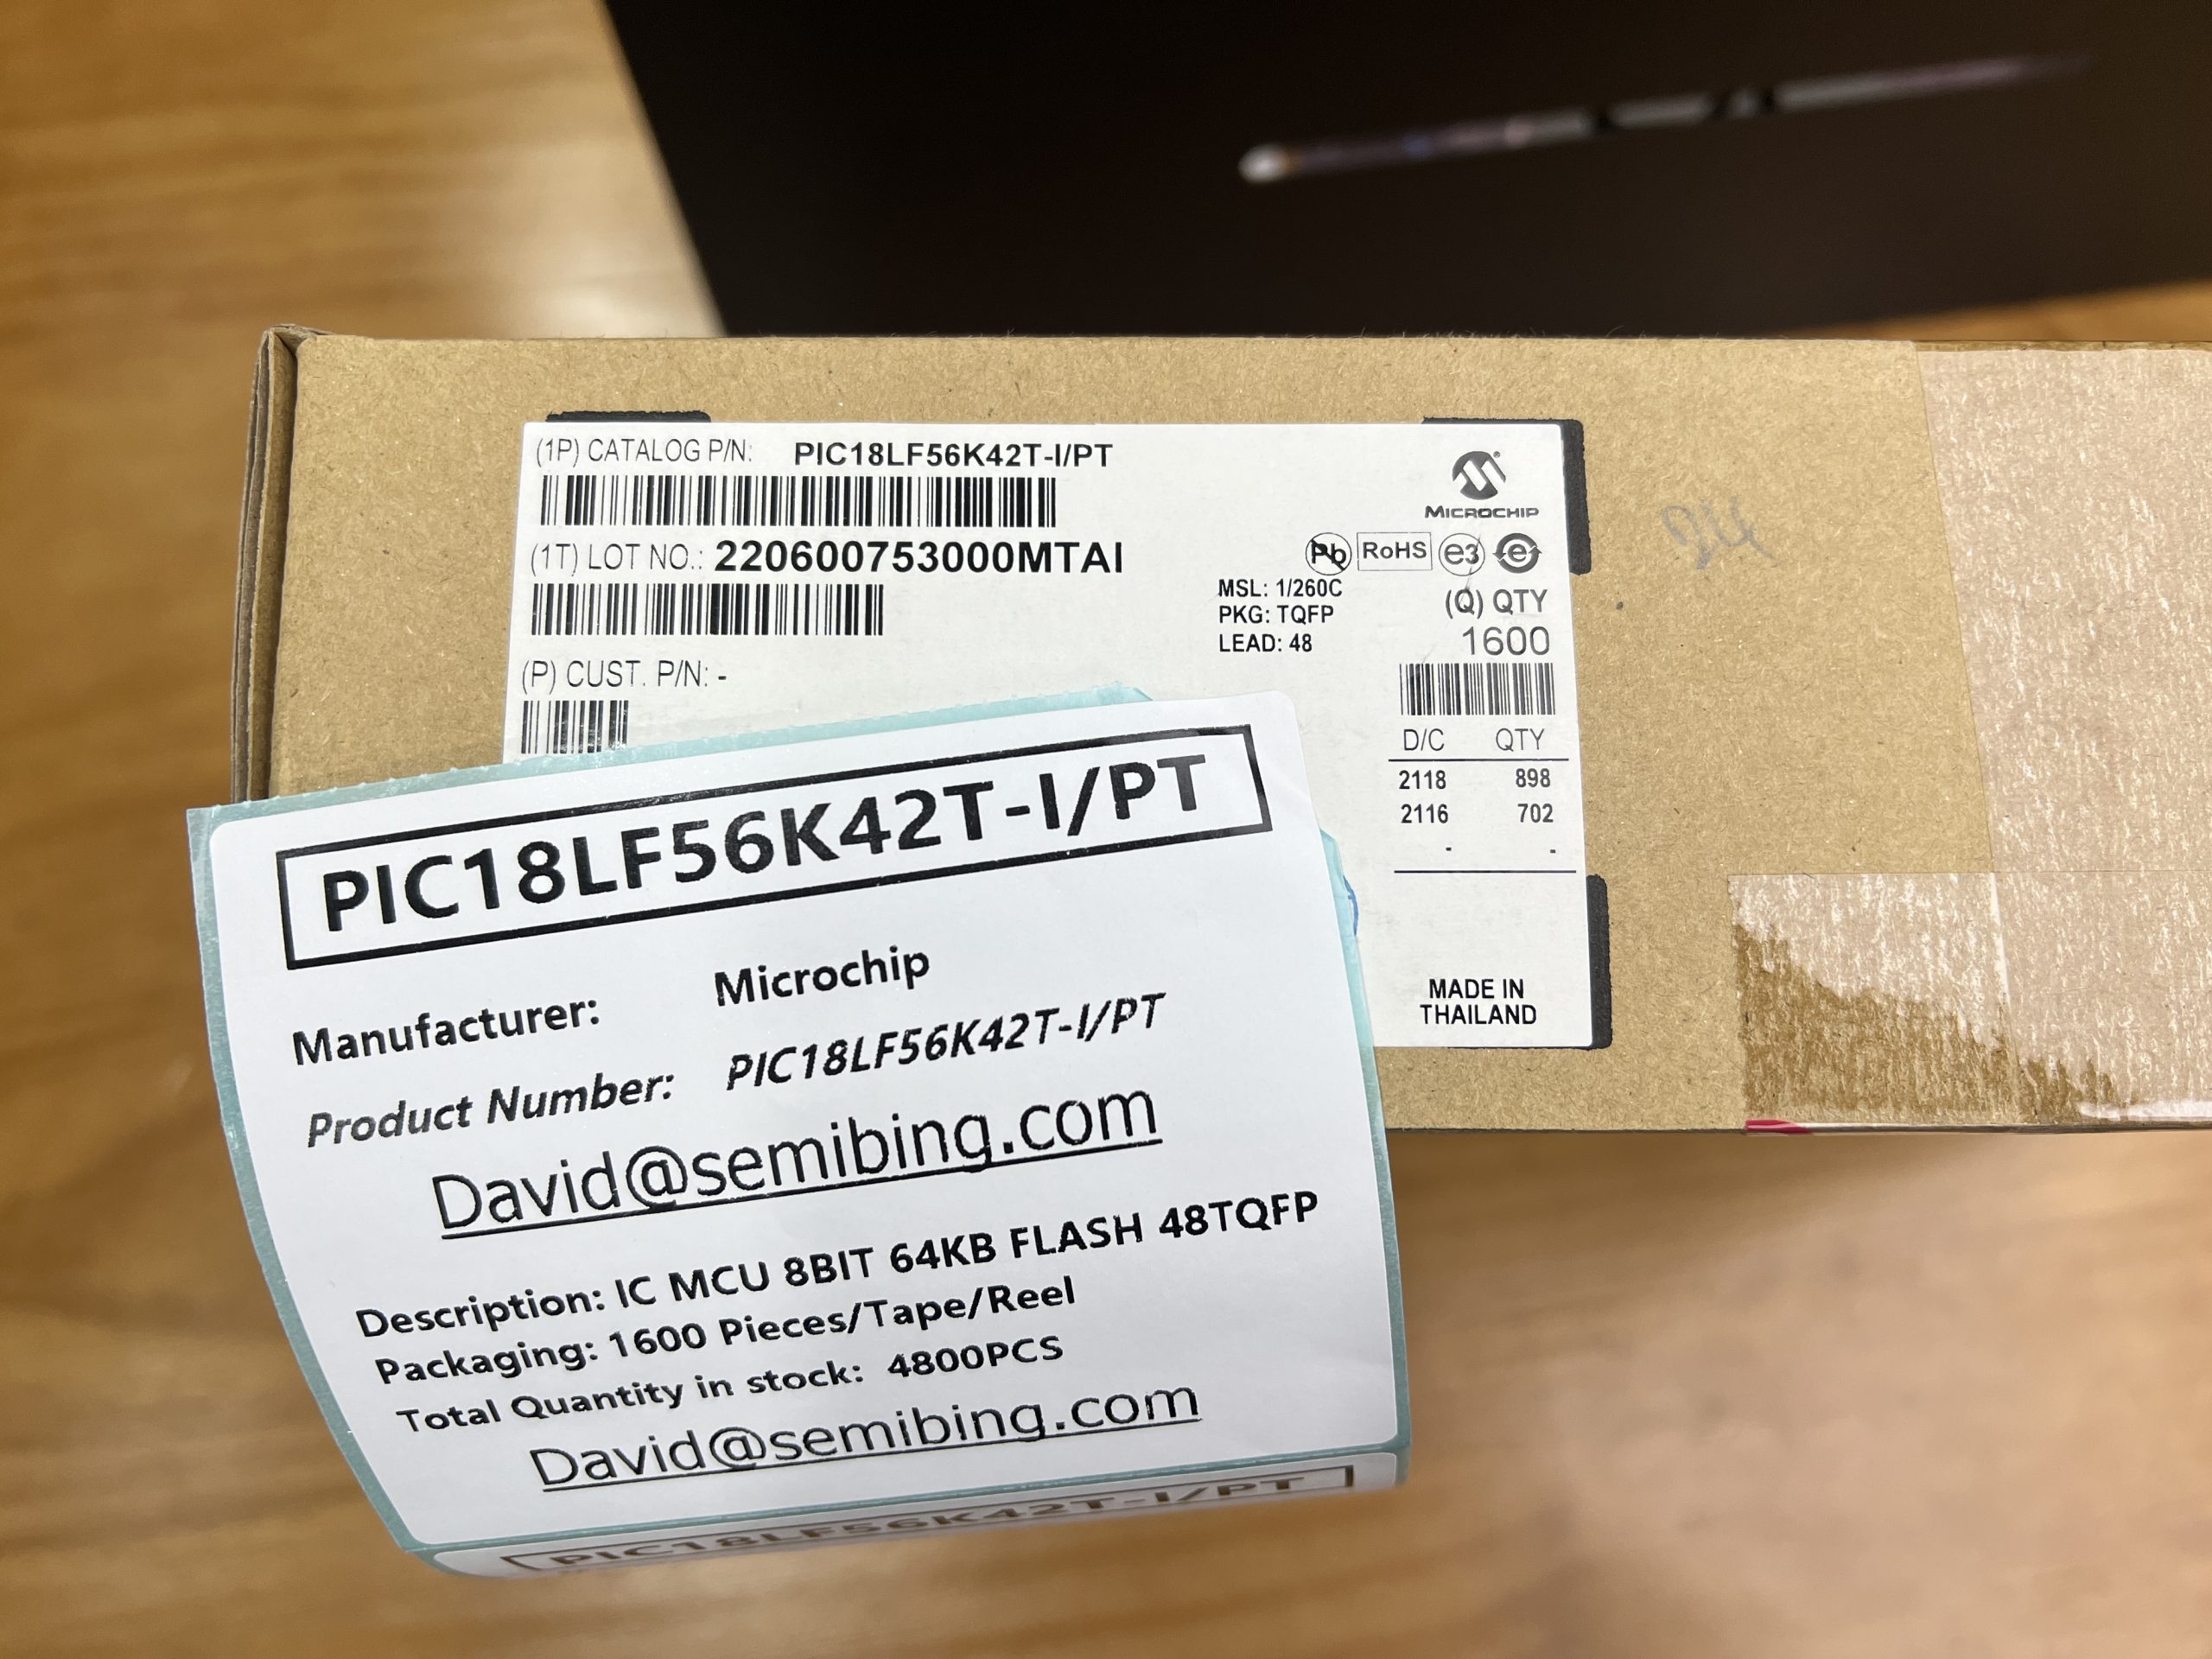 (1P) CATALOG P/N: PIC18LF56K42T-I/PT
MICROCHIP
(1T) LOT NO.: 220600753000MTAI
Pb RoHS e3 e
MSL: 1/260C
PKG: TQFP
LEAD: 48
(Q) QTY
1600
(P) CUST. P/N: -
D/C QTY
2118 898
2116 702
- -
MADE IN
THAILAND
PIC18LF56K42T-I/PT
Manufacturer: Microchip
Product Number: PIC18LF56K42T-I/PT
David@semibing.com
Description: IC MCU 8BIT 64KB FLASH 48TQFP
Packaging: 1600 Pieces/Tape/Reel
Total Quantity in stock: 4800PCS
David@semibing.com
PIC18LF56K42T-I/PT